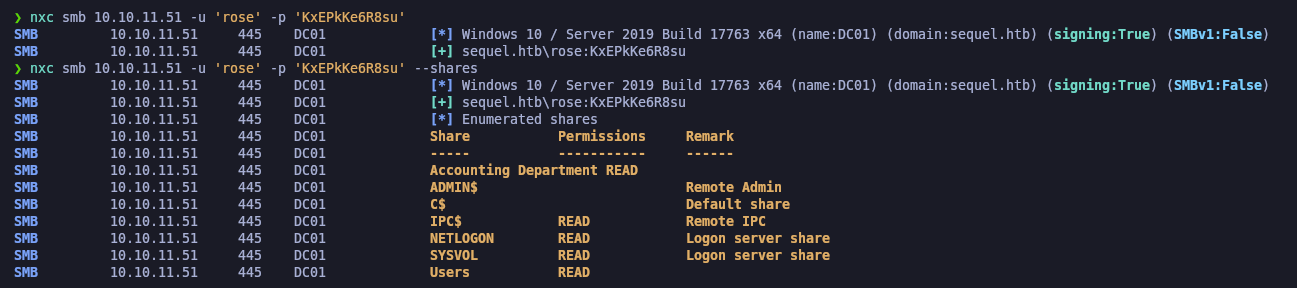 ❯ nxc smb 10.10.11.51 -u 'rose' -p 'KxEPkKe6R8su'
SMB 10.10.11.51 445 DC01 [*] Windows 10 / Server 2019 Build 17763 x64 (name:DC01) (domain:sequel.htb) (signing:True) (SMBv1:False)
SMB 10.10.11.51 445 DC01 [+] sequel.htb\rose:KxEPkKe6R8su
❯ nxc smb 10.10.11.51 -u 'rose' -p 'KxEPkKe6R8su' --shares
SMB 10.10.11.51 445 DC01 [*] Windows 10 / Server 2019 Build 17763 x64 (name:DC01) (domain:sequel.htb) (signing:True) (SMBv1:False)
SMB 10.10.11.51 445 DC01 [+] sequel.htb\rose:KxEPkKe6R8su
SMB 10.10.11.51 445 DC01 [*] Enumerated shares
SMB 10.10.11.51 445 DC01 Share Permissions Remark
SMB 10.10.11.51 445 DC01 ----- ----------- ------
SMB 10.10.11.51 445 DC01 Accounting Department READ
SMB 10.10.11.51 445 DC01 ADMIN$ Remote Admin
SMB 10.10.11.51 445 DC01 C$ Default share
SMB 10.10.11.51 445 DC01 IPC$ READ Remote IPC
SMB 10.10.11.51 445 DC01 NETLOGON READ Logon server share
SMB 10.10.11.51 445 DC01 SYSVOL READ Logon server share
SMB 10.10.11.51 445 DC01 Users READ